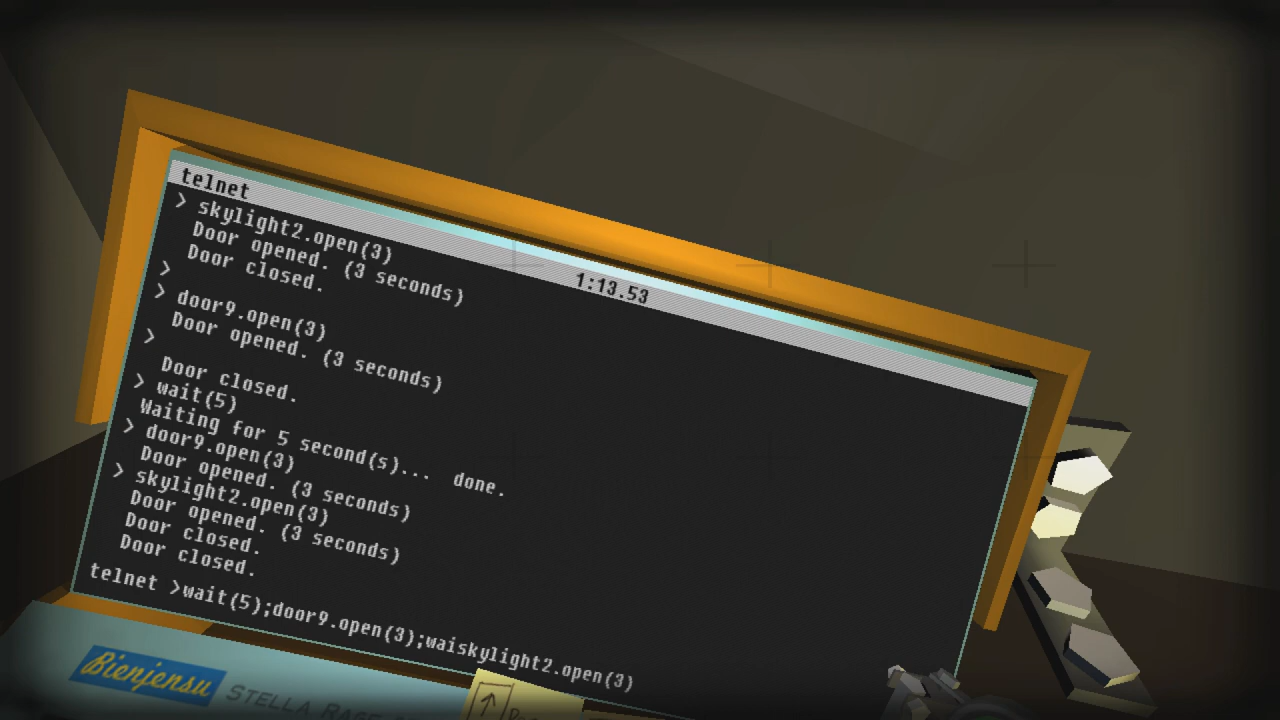 telnet 1:13.53
> skylight2.open(3)
Door opened. (3 seconds)
Door closed.
>
> door9.open(3)
Door opened. (3 seconds)
>
Door closed.
> wait(5)
Waiting for 5 second(s)... done.
> door9.open(3)
Door opened. (3 seconds)
> skylight2.open(3)
Door opened. (3 seconds)
Door closed.
Door closed.
telnet >wait(5);door9.open(3);waiskylight2.open(3)
Bienjensu STELLA